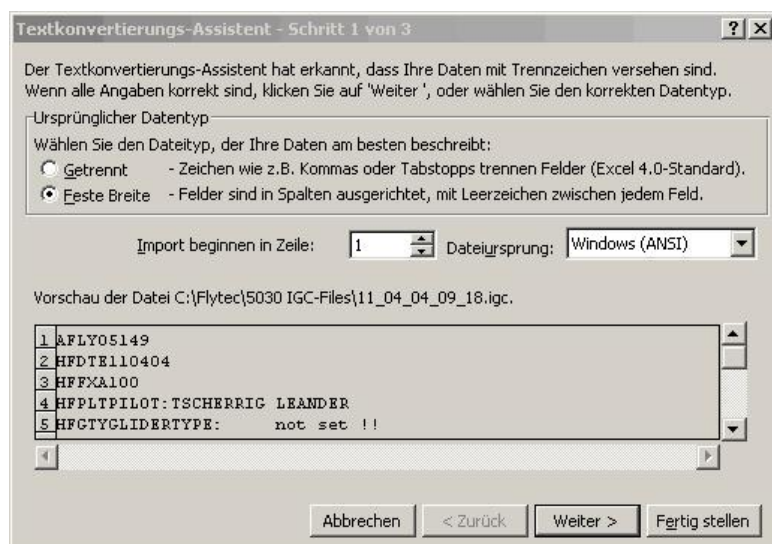 Textkonvertierungs-Assistent - Schritt 1 von 3
Der Textkonvertierungs-Assistent hat erkannt, dass Ihre Daten mit Trennzeichen versehen sind.
Wenn alle Angaben korrekt sind, klicken Sie auf 'Weiter ', oder wählen Sie den korrekten Datentyp.
Ursprünglicher Datentyp
Wählen Sie den Dateityp, der Ihre Daten am besten beschreibt:
Getrennt - Zeichen wie z.B. Kommas oder Tabstopps trennen Felder (Excel 4.0-Standard).
Feste Breite - Felder sind in Spalten ausgerichtet, mit Leerzeichen zwischen jedem Feld.
Import beginnen in Zeile: 1 Dateiursprung: Windows (ANSI)
Vorschau der Datei C:\Flytec\5030 IGC-Files\11_04_04_09_18.igc.
1 AFLY05149
2 HFDTE110404
3 HFFXA100
4 HFPLTPILOT:TSCHERRIG LEANDER
5 HFGTYGLIDERTYPE: not set !!
Abbrechen < Zurück Weiter > Fertig stellen